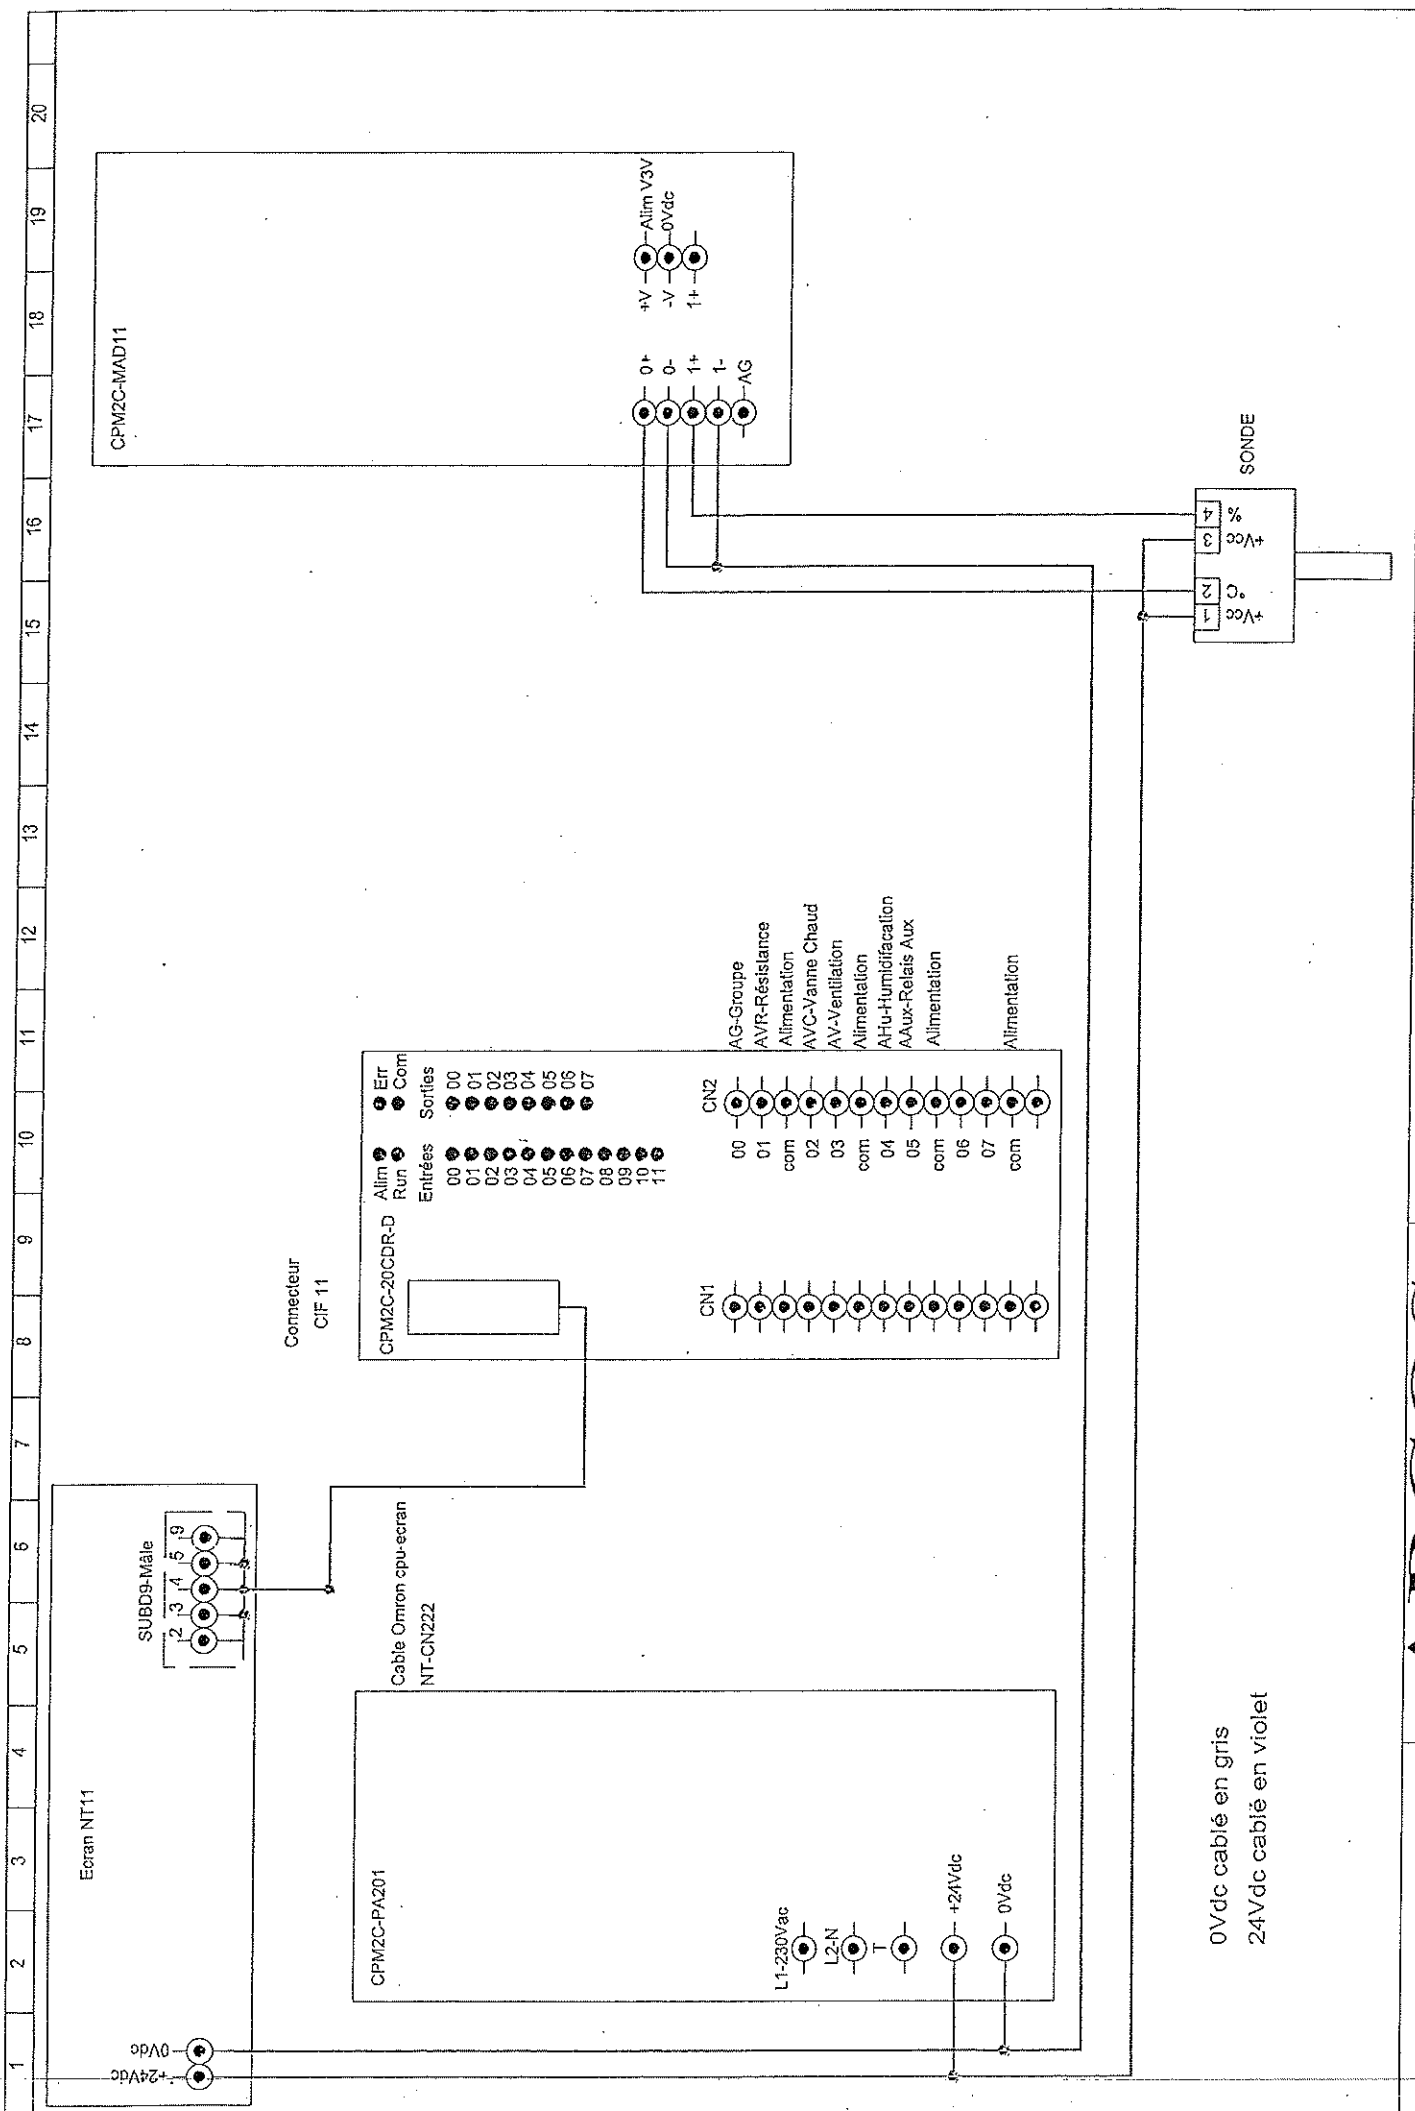 1 2 3 4 5 6 7 8 9 10 11 12 13 14 15 16 17 18 19 20
Ecran NT11
+24Vdc
0Vdc
SUBD9-Mâle
2 3 4 5 9
Cable Omron cpu-ecran
NT-CN222
CPM2C-PA201
L1-230Vac
L2-N
T
+24Vdc
0Vdc
Connecteur
CIF 11
CPM2C-20CDR-D
Alim
Err
Run
Com
Entrées
Sorties
00 00
01 01
02 02
03 03
04 04
05 05
06 06
07 07
08
09
10
11
CN1
CN2
00 AG-Groupe
01 AVR-Résistance
com Alimentation
02 AVC-Vanne Chaud
03 AV-Ventilation
com Alimentation
04 AHu-Humidifacation
05 AAux-Relais Aux
com Alimentation
06
07
com Alimentation
CPM2C-MAD11
0+
0-
1+
1-
AG
+V Alim V3V
-V 0Vdc
1+
SONDE
1 2 3 4
+Vcc °C +Vcc %
0Vdc cablé en gris
24Vdc cablé en violet